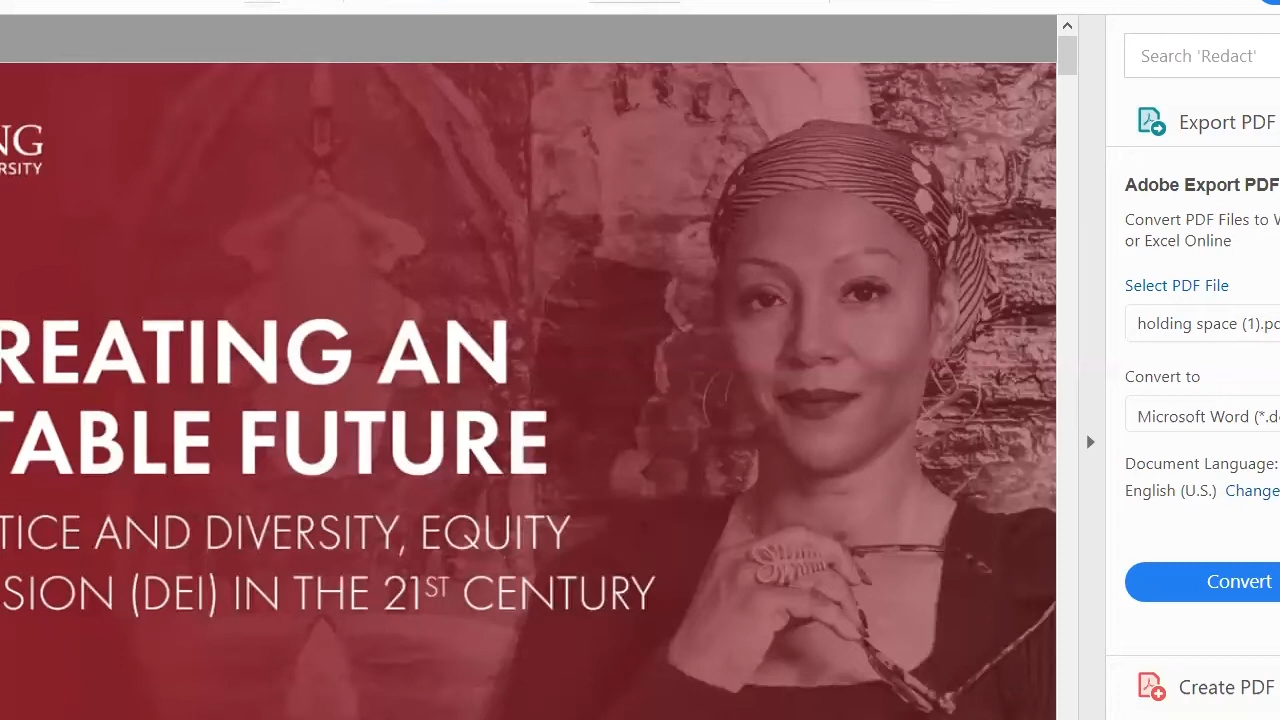 NG
RSITY
REATING AN
TABLE FUTURE
TICE AND DIVERSITY, EQUITY
SION (DEI) IN THE 21ST CENTURY
Search 'Redact'
Export PDF
Adobe Export PDF
Convert PDF Files to W
or Excel Online
Select PDF File
holding space (1).pd
Convert to
Microsoft Word (*.do
Document Language:
English (U.S.) Change
Convert
Create PDF